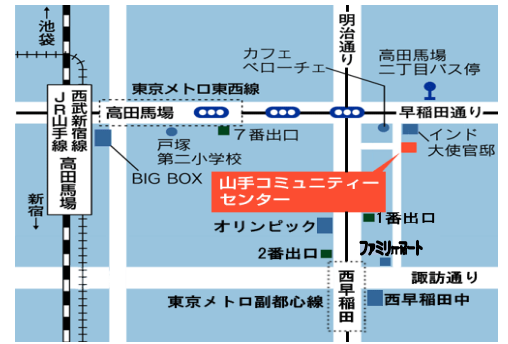 ↑池袋
明治通り
カフェ
ベローチェ
高田馬場
二丁目バス停
東京メトロ東西線
西武新宿線
JR山手線
高田馬場
高田馬場
早稲田通り
7番出口
戸塚
第二小学校
インド
大使官邸
BIG BOX
山手コミュニティー
センター
新宿↓
オリンピック
1番出口
2番出口
ファミリーマート
西早稲田
諏訪通り
東京メトロ副都心線
西早稲田中